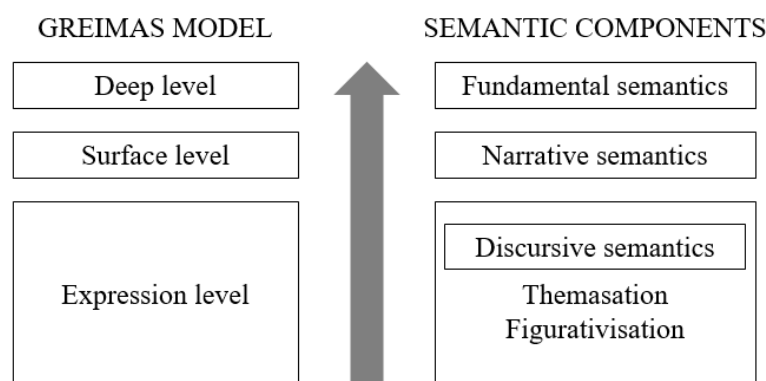 GREIMAS MODEL
Deep level
Surface level
Expression level
SEMANTIC COMPONENTS
Fundamental semantics
Narrative semantics
Discursive semantics
Themasation
Figurativisation